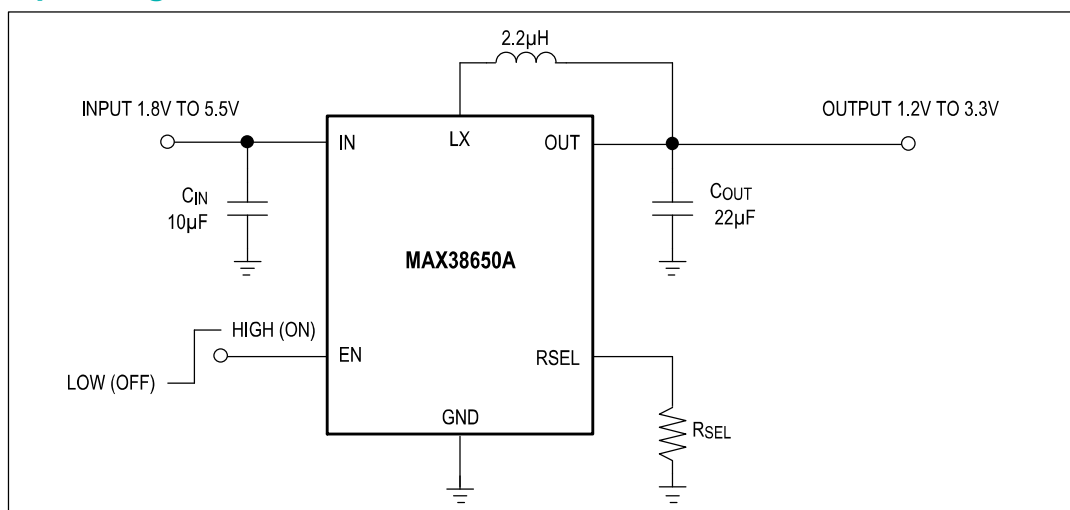 2.2µH
INPUT 1.8V TO 5.5V
OUTPUT 1.2V TO 3.3V
IN
LX
OUT
CIN
10µF
COUT
22µF
MAX38650A
HIGH (ON)
LOW (OFF)
EN
RSEL
GND
RSEL